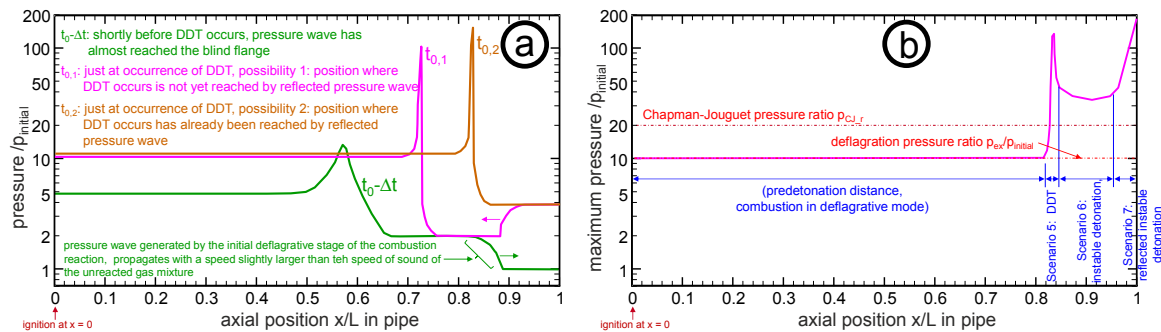 200
100
50
20
10
5
2
1
pressure /p_initial
t₀-Δt: shortly before DDT occurs, pressure wave has
almost reached the blind flange
t₀,₁: just at occurrence of DDT, possibility 1: position where
DDT occurs is not yet reached by reflected pressure wave
t₀,₂: just at occurrence of DDT, possibility 2: position where
DDT occurs has already been reached by reflected
pressure wave
a
t₀,₁
t₀,₂
t₀-Δt
pressure wave generated by the initial deflagrative stage of the combustion
reaction, propagates with a speed slightly larger than teh speed of sound of
the unreacted gas mixture
0 0.1 0.2 0.3 0.4 0.5 0.6 0.7 0.8 0.9 1
axial position x/L in pipe
ignition at x = 0
200
100
50
20
10
5
2
1
maximum pressure /p_initial
b
Chapman-Jouguet pressure ratio p_CJ_r
deflagration pressure ratio p_ex/p_initial
(predetonation distance,
combustion in deflagrative mode)
Scenario 5: DDT
Scenario 6:
instable detonation,
Scenario 7:
reflected instable
detonation
0 0.1 0.2 0.3 0.4 0.5 0.6 0.7 0.8 0.9 1
axial position x/L in pipe
ignition at x = 0